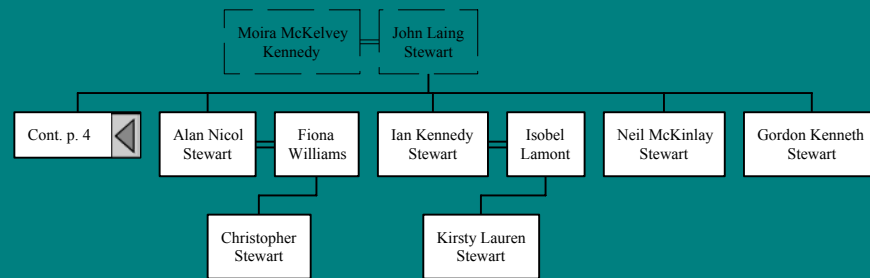 Moira McKelvey
Kennedy
John Laing
Stewart
Cont. p. 4
Alan Nicol
Stewart
Fiona
Williams
Ian Kennedy
Stewart
Isobel
Lamont
Neil McKinlay
Stewart
Gordon Kenneth
Stewart
Christopher
Stewart
Kirsty Lauren
Stewart